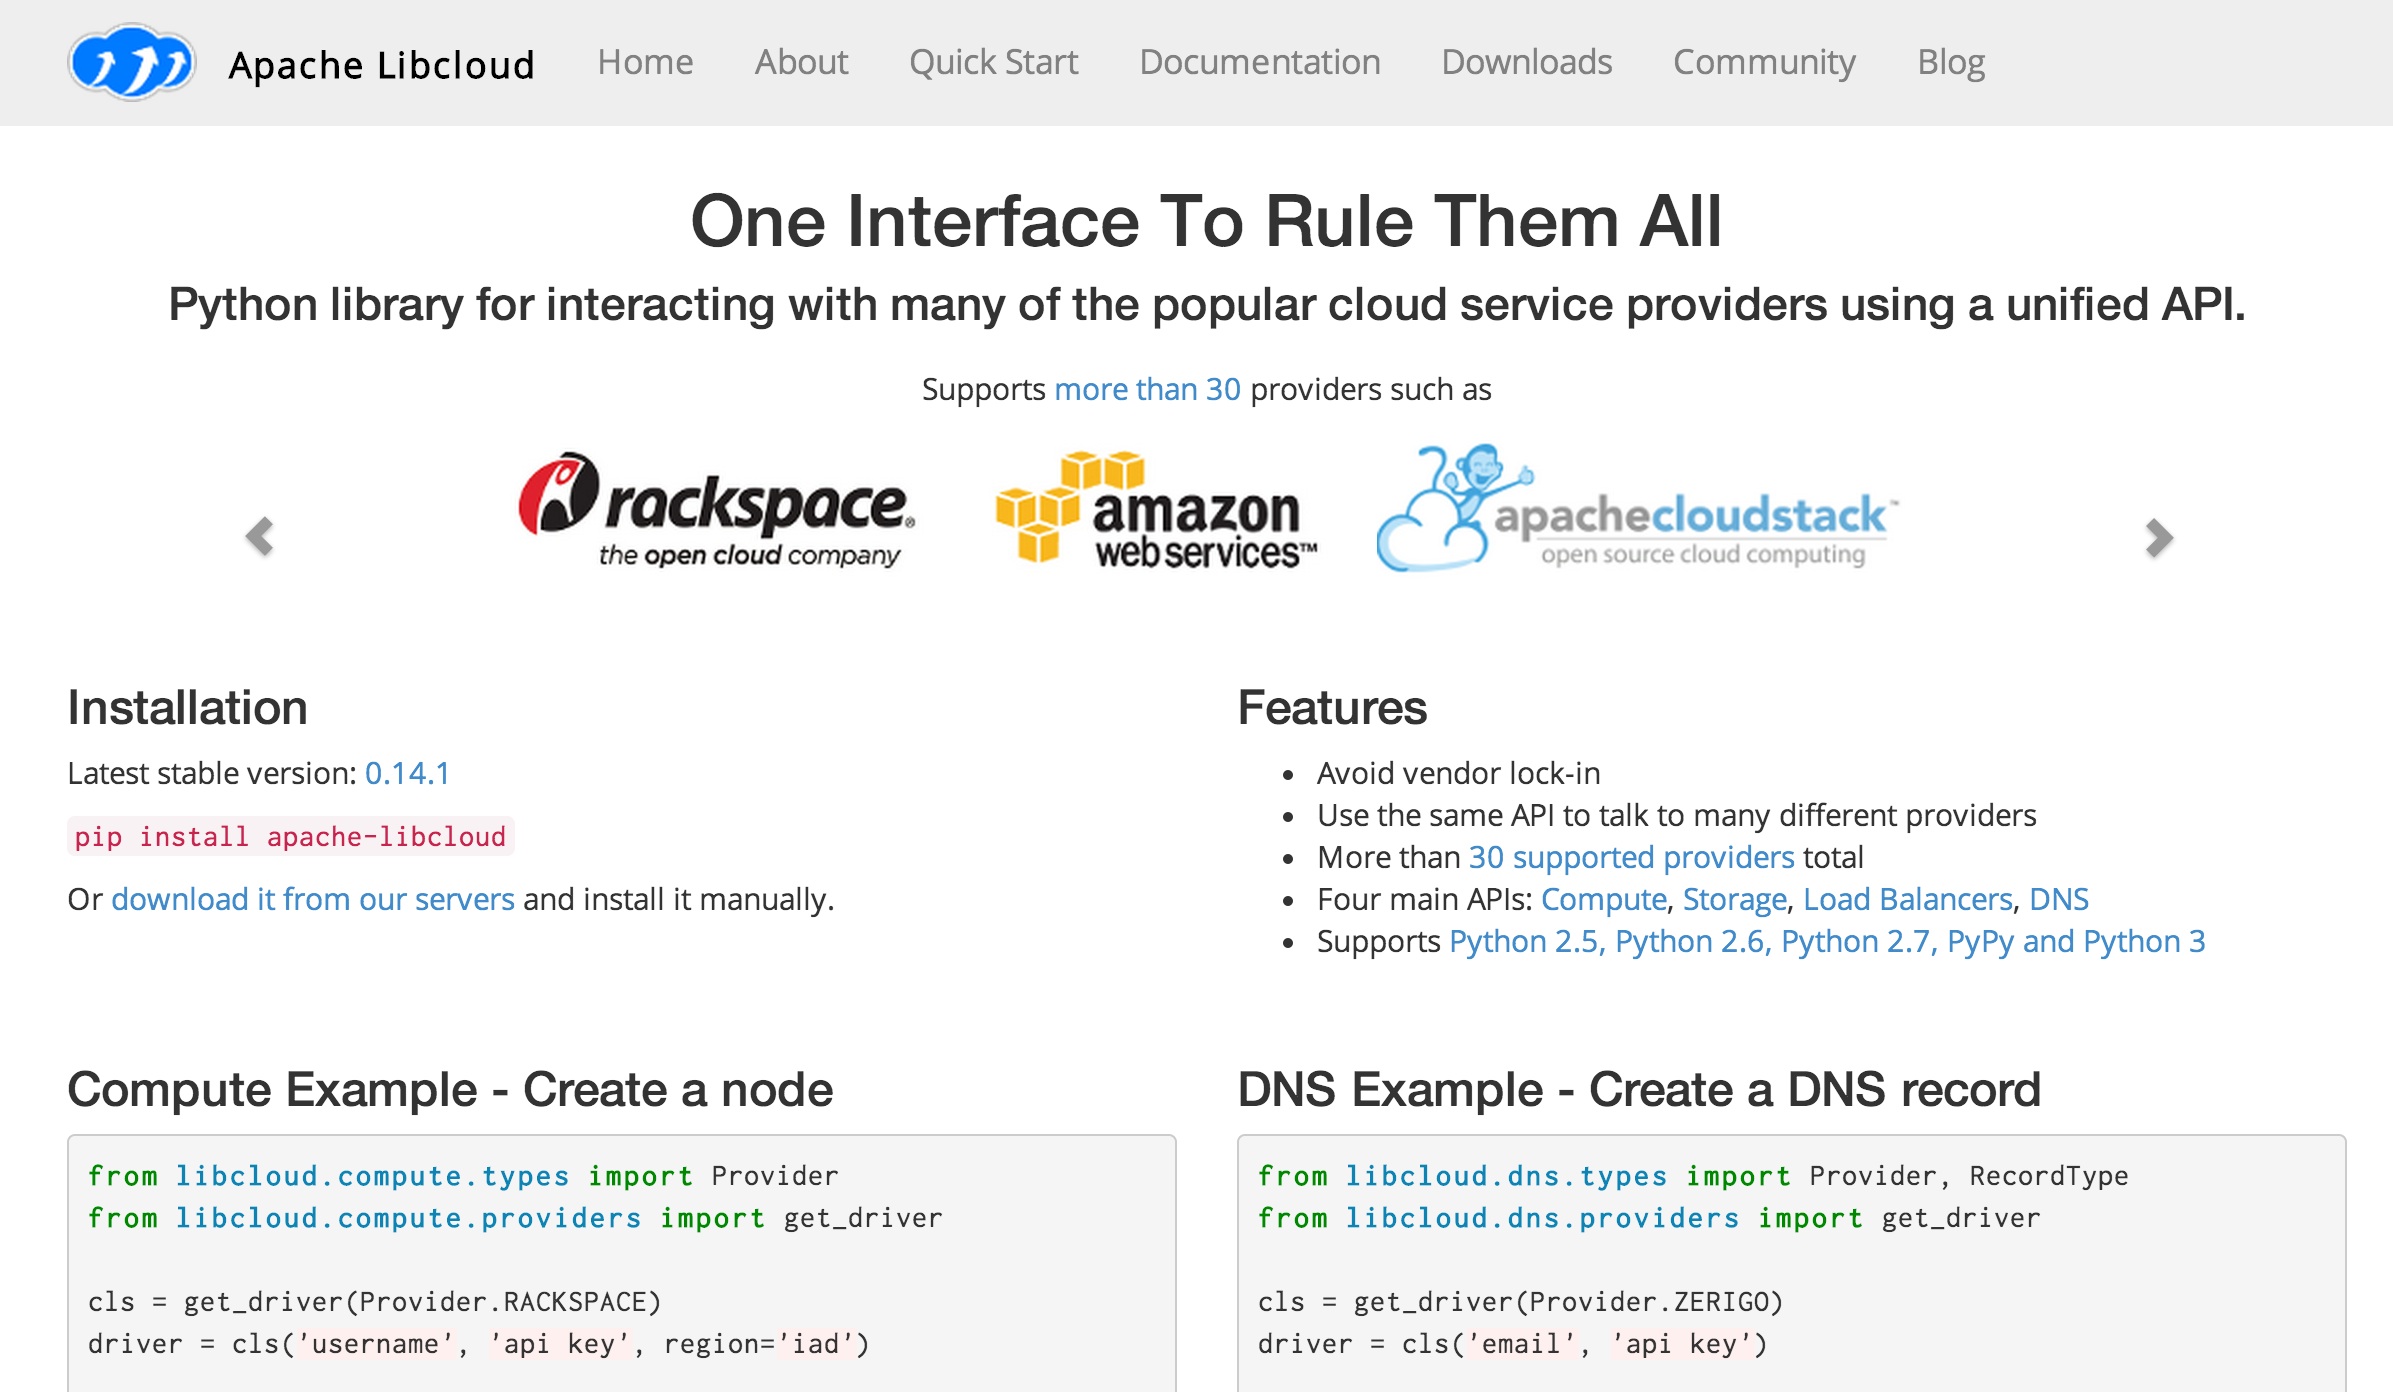 Apache Libcloud Home About Quick Start Documentation Downloads Community Blog
One Interface To Rule Them All
Python library for interacting with many of the popular cloud service providers using a unified API.
Supports more than 30 providers such as
rackspace®
the open cloud company
amazon
web services™
apachecloudstack™
open source cloud computing
Installation
Latest stable version: 0.14.1
pip install apache-libcloud
Or download it from our servers and install it manually.
Features
• Avoid vendor lock-in
• Use the same API to talk to many different providers
• More than 30 supported providers total
• Four main APIs: Compute, Storage, Load Balancers, DNS
• Supports Python 2.5, Python 2.6, Python 2.7, PyPy and Python 3
Compute Example - Create a node
from libcloud.compute.types import Provider
from libcloud.compute.providers import get_driver
cls = get_driver(Provider.RACKSPACE)
driver = cls('username', 'api key', region='iad')
DNS Example - Create a DNS record
from libcloud.dns.types import Provider, RecordType
from libcloud.dns.providers import get_driver
cls = get_driver(Provider.ZERIGO)
driver = cls('email', 'api key')